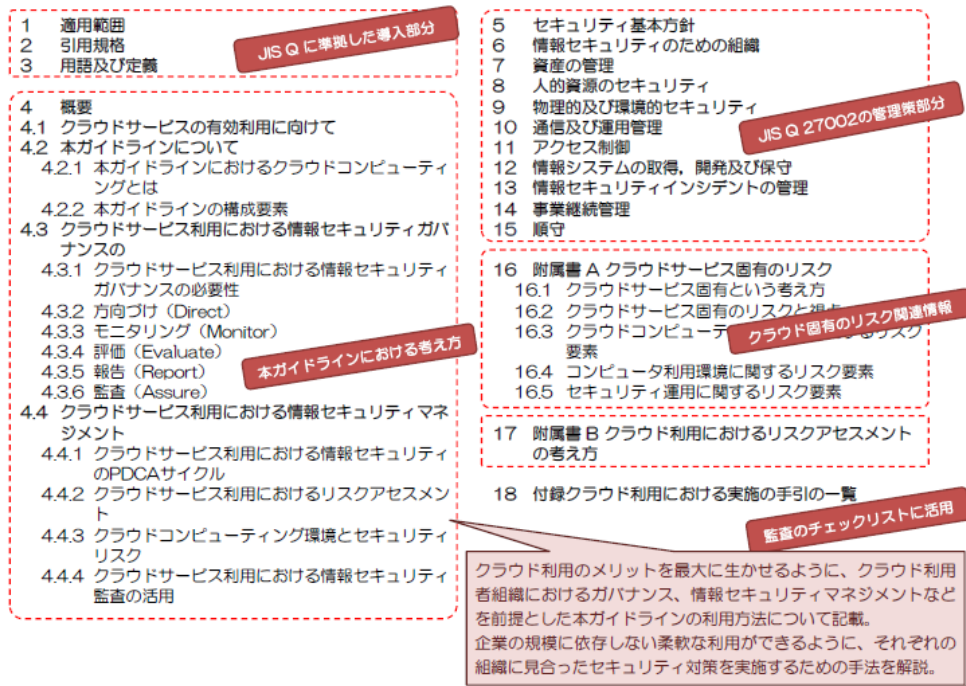 1 適用範囲
2 引用規格
3 用語及び定義
JIS Q に準拠した導入部分
4 概要
4.1 クラウドサービスの有効利用に向けて
4.2 本ガイドラインについて
4.2.1 本ガイドラインにおけるクラウドコンピューティ
ングとは
4.2.2 本ガイドラインの構成要素
4.3 クラウドサービス利用における情報セキュリティガバ
ナンスの
4.3.1 クラウドサービス利用における情報セキュリティ
ガバナンスの必要性
4.3.2 方向づけ（Direct）
4.3.3 モニタリング（Monitor）
4.3.4 評価（Evaluate）
4.3.5 報告（Report）
4.3.6 監査（Assure）
本ガイドラインにおける考え方
4.4 クラウドサービス利用における情報セキュリティマネ
ジメント
4.4.1 クラウドサービス利用における情報セキュリティ
のPDCAサイクル
4.4.2 クラウドサービス利用におけるリスクアセスメン
ト
4.4.3 クラウドコンピューティング環境とセキュリティ
リスク
4.4.4 クラウドサービス利用における情報セキュリティ
監査の活用
5 セキュリティ基本方針
6 情報セキュリティのための組織
7 資産の管理
8 人的資源のセキュリティ
9 物理的及び環境的セキュリティ
10 通信及び運用管理
11 アクセス制御
12 情報システムの取得，開発及び保守
13 情報セキュリティインシデントの管理
14 事業継続管理
15 順守
JIS Q 27002の管理策部分
16 附属書 A クラウドサービス固有のリスク
16.1 クラウドサービス固有という考え方
16.2 クラウドサービス固有のリスクと視点
16.3 クラウドコンピューテ るリスク
要素
16.4 コンピュータ利用環境に関するリスク要素
16.5 セキュリティ運用に関するリスク要素
クラウド固有のリスク関連情報
17 附属書 B クラウド利用におけるリスクアセスメント
の考え方
18 付録クラウド利用における実施の手引の一覧
監査のチェックリストに活用
クラウド利用のメリットを最大に生かせるように、クラウド利用
者組織におけるガバナンス、情報セキュリティマネジメントなど
を前提とした本ガイドラインの利用方法について記載。
企業の規模に依存しない柔軟な利用ができるように、それぞれの
組織に見合ったセキュリティ対策を実施するための手法を解説。